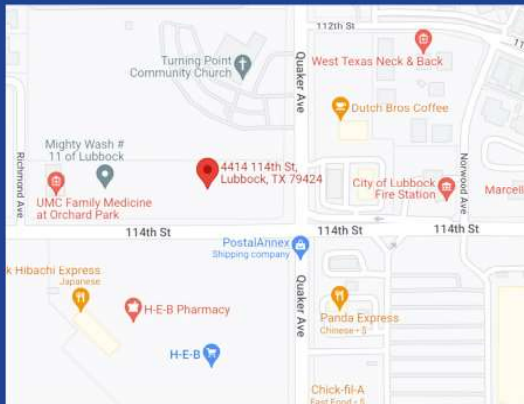 112th St
Turning Point
Community Church
Quaker Ave
West Texas Neck & Back
Dutch Bros Coffee
Mighty Wash #
11 of Lubbock
Richmond Ave
4414 114th St,
Lubbock, TX 79424
UMC Family Medicine
at Orchard Park
City of Lubbock
Fire Station
Norwood Ave
Marcell
114th St
114th St
114th St
PostalAnnex
Shipping company
k Hibachi Express
Japanese
H-E-B Pharmacy
Quaker Ave
Panda Express
Chinese • $
H-E-B
Chick-fil-A
Fast Food • $